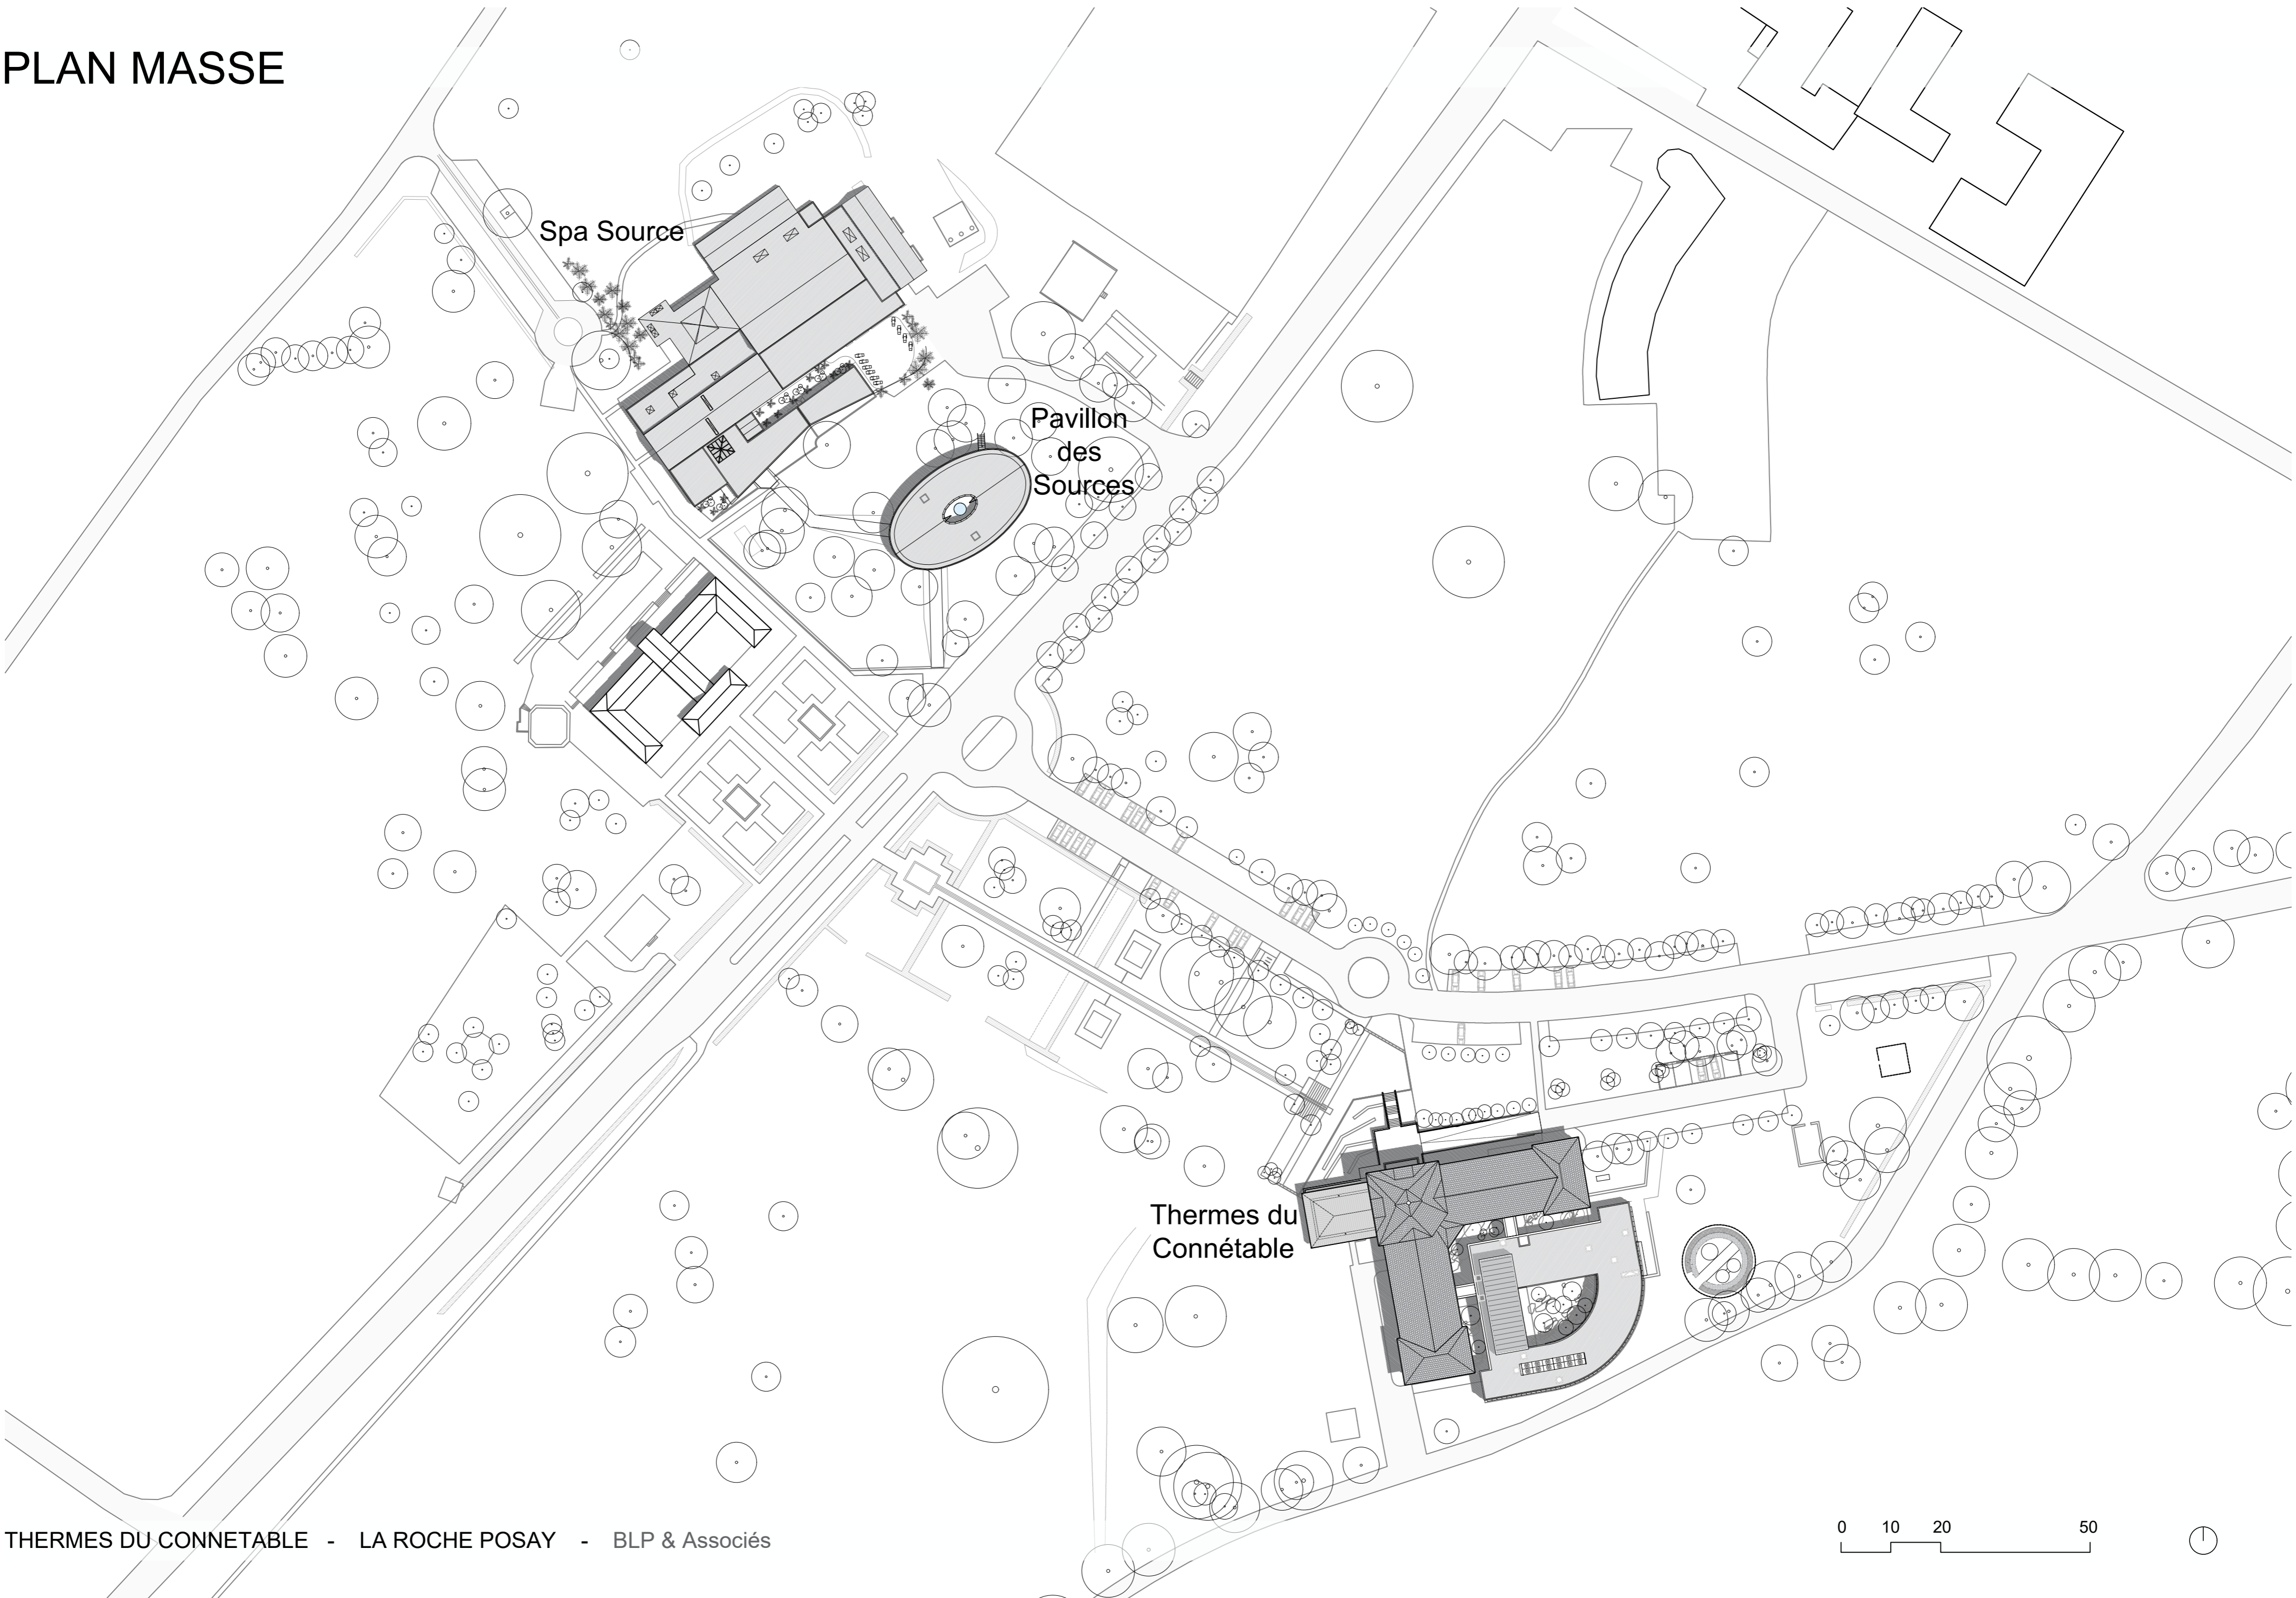 PLAN MASSE
Spa Source
Pavillon
des
Sources
Thermes du
Connétable
THERMES DU CONNETABLE - LA ROCHE POSAY - BLP & Associés
0 10 20 50